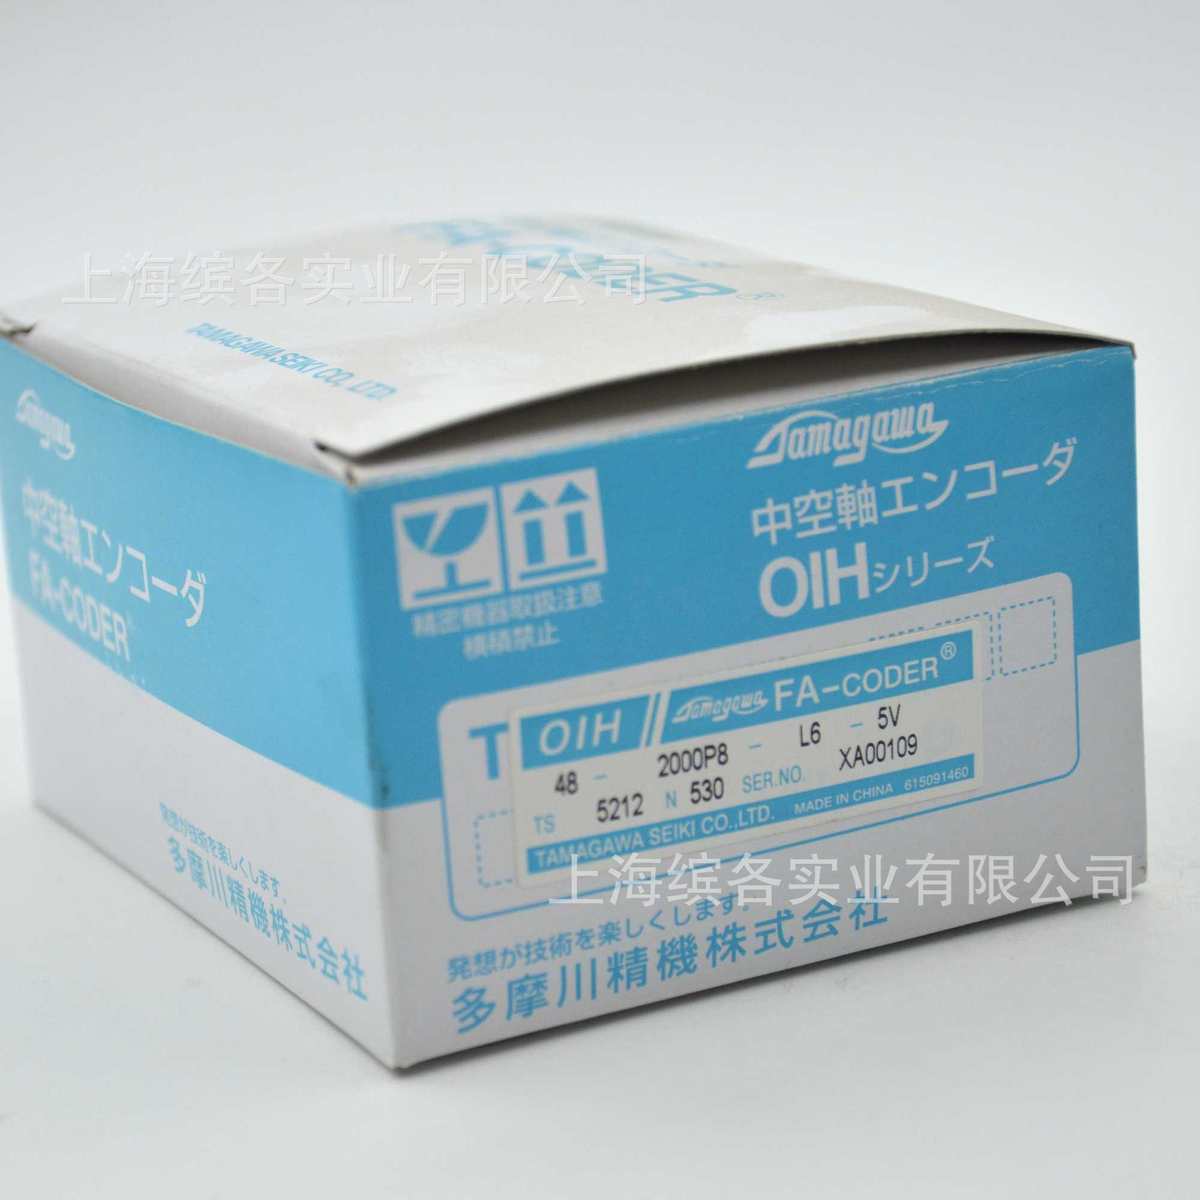 FA-CODER®
TAMAGAWA SEIKI CO., LTD.
上海缤各实业有限公司
Tamagawa
中空軸エンコーダ
FA-CODER
発想が技術を楽しくします。
多摩川精機株式会社
精密機器取扱注意
横積禁止
Tamagawa
中空軸エンコーダ
OIHシリーズ
T
OIH Tamagawa FA-CODER®
48 - 2000P8 - L6 - 5V
TS 5212 N 530 SER.NO. XA00109
TAMAGAWA SEIKI CO.,LTD. MADE IN CHINA 615091460
上海缤各实业有限公司
発想が技術を楽しくします。
多摩川精機株式会社